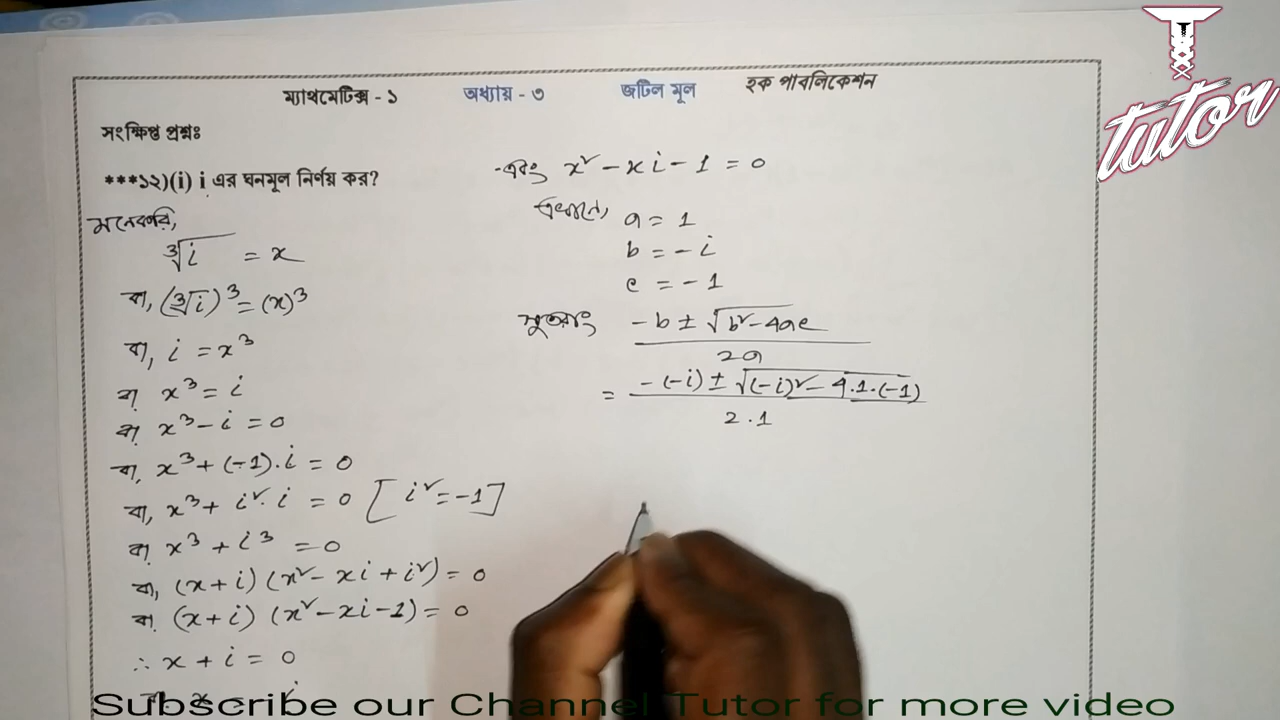 ম্যাথমেটিক্স - ১ অধ্যায় - ৩ জটিল মূল হক পাবলিকেশন
সংক্ষিপ্ত প্রশ্নঃ
***১২)(i) i এর ঘনমূল নির্ণয় কর?
মনেকরি,
∛i = x
বা, (∛i)³ = (x)³
বা, i = x³
বা, x³ = i
বা, x³ - i = 0
বা, x³ + (-1). i = 0
বা, x³ + i². i = 0 [i² = -1]
বা, x³ + i³ = 0
বা, (x + i) (x² - xi + i²) = 0
বা, (x + i) (x² - xi - 1) = 0
∴ x + i = 0
এবং x² - xi - 1 = 0
এখানে,
a = 1
b = -i
c = -1
সুতরাং (-b ± √(b² - 4ac)) / 2a
= (-(-i) ± √((-i)² - 4.1.(-1))) / 2.1
T
tutor
Subscribe our Channel Tutor for more video